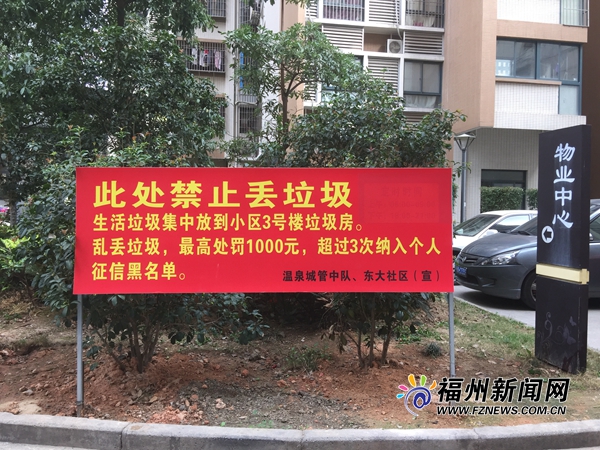 此处禁止丢垃圾
生活垃圾集中放到小区3号楼垃圾房。
乱丢垃圾，最高处罚1000元，超过3次纳入个人
征信黑名单。
温泉城管中队、东大社区（宣）
物业中心
福州新闻网
WWW.FZNEWS.COM.CN